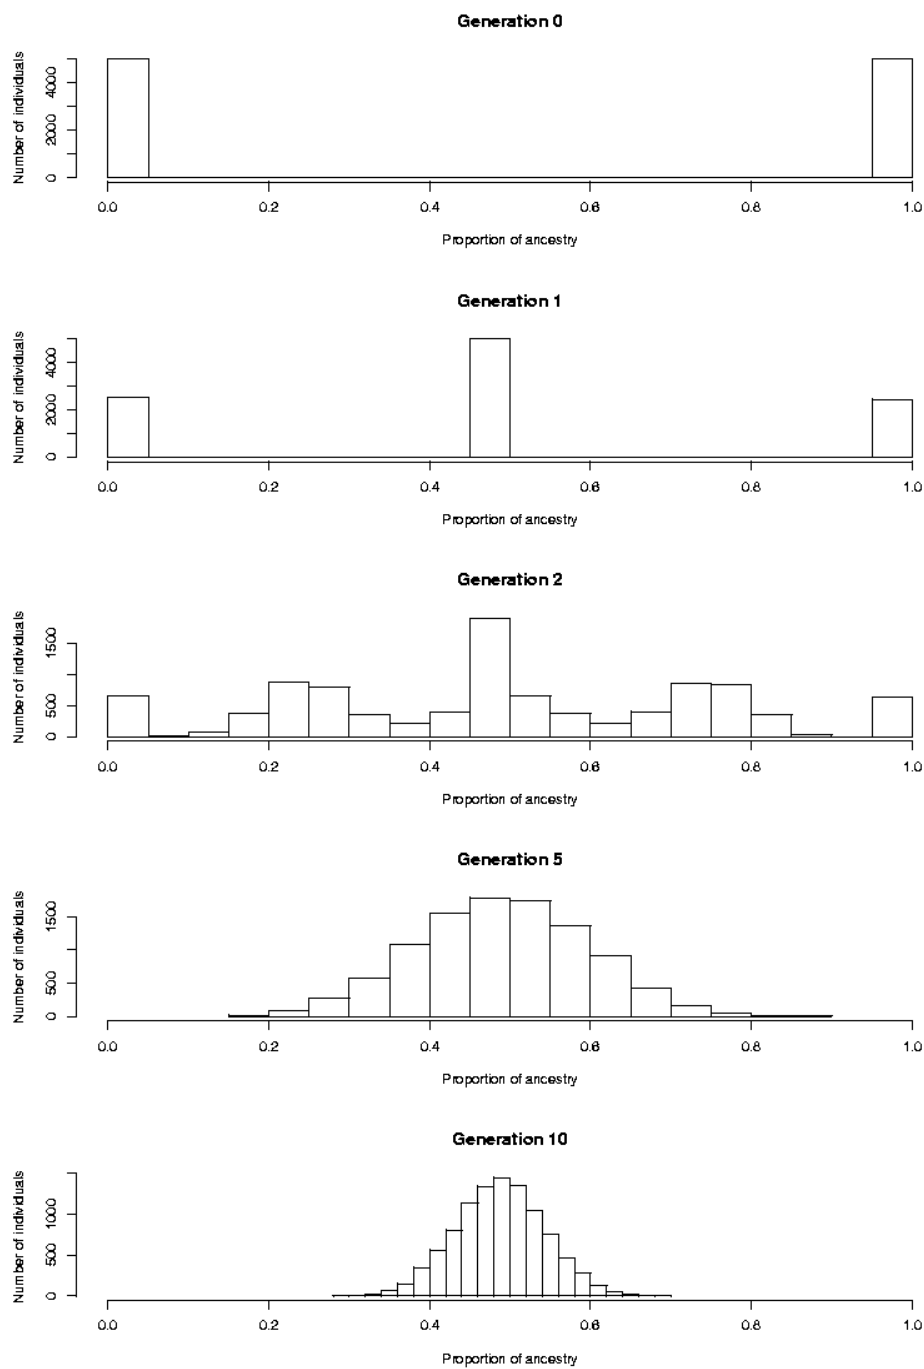 Generation 0
Number of individuals
4000
2000
0
0.0 0.2 0.4 0.6 0.8 1.0
Proportion of ancestry
Generation 1
Number of individuals
4000
2000
0
0.0 0.2 0.4 0.6 0.8 1.0
Proportion of ancestry
Generation 2
Number of individuals
1500
500
0
0.0 0.2 0.4 0.6 0.8 1.0
Proportion of ancestry
Generation 5
Number of individuals
1500
500
0
0.0 0.2 0.4 0.6 0.8 1.0
Proportion of ancestry
Generation 10
Number of individuals
1000
500
0
0.0 0.2 0.4 0.6 0.8 1.0
Proportion of ancestry